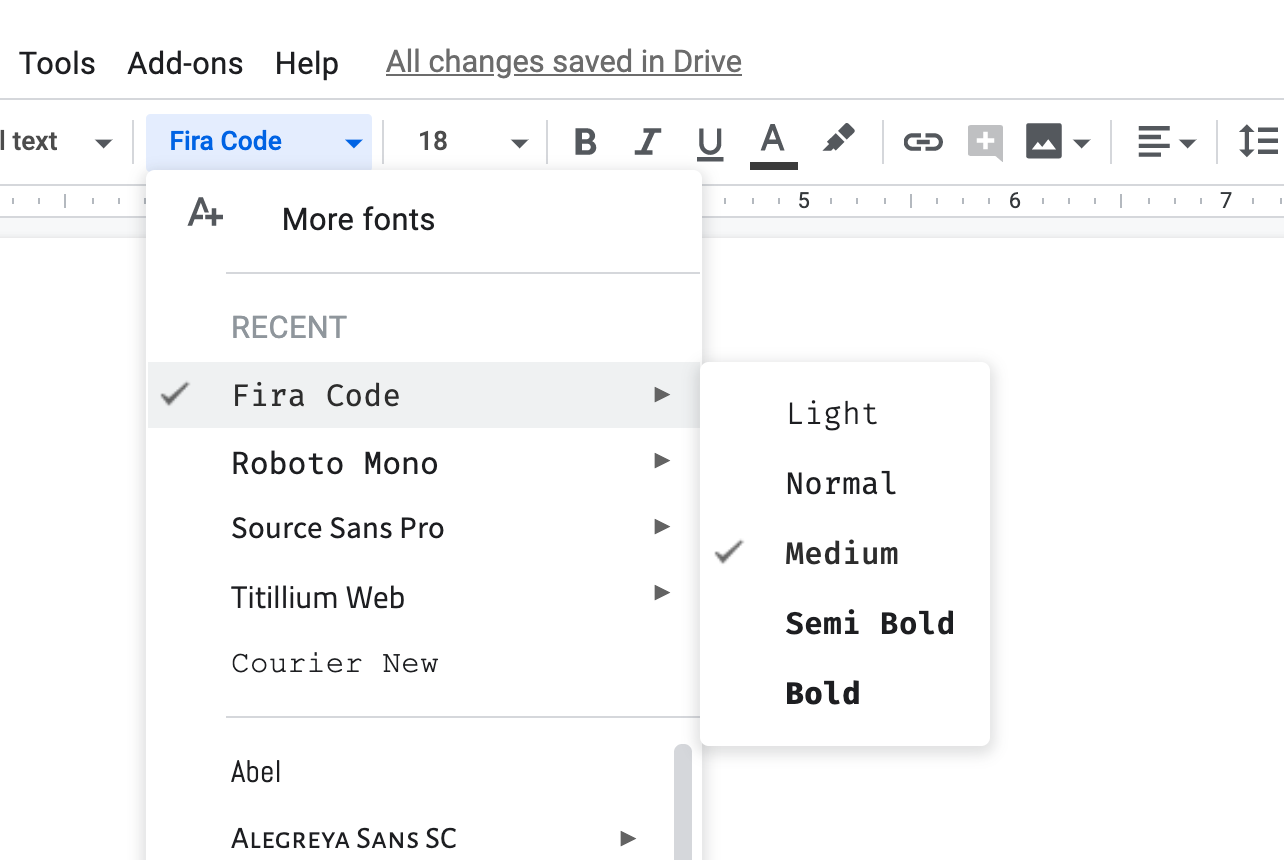 Tools Add-ons Help All changes saved in Drive
l text Fira Code 18 B I U A
5 6 7
A+ More fonts
RECENT
Fira Code
Light
Roboto Mono
Normal
Source Sans Pro
Medium
Titillium Web
Semi Bold
Courier New
Bold
Abel
Alegreya Sans SC